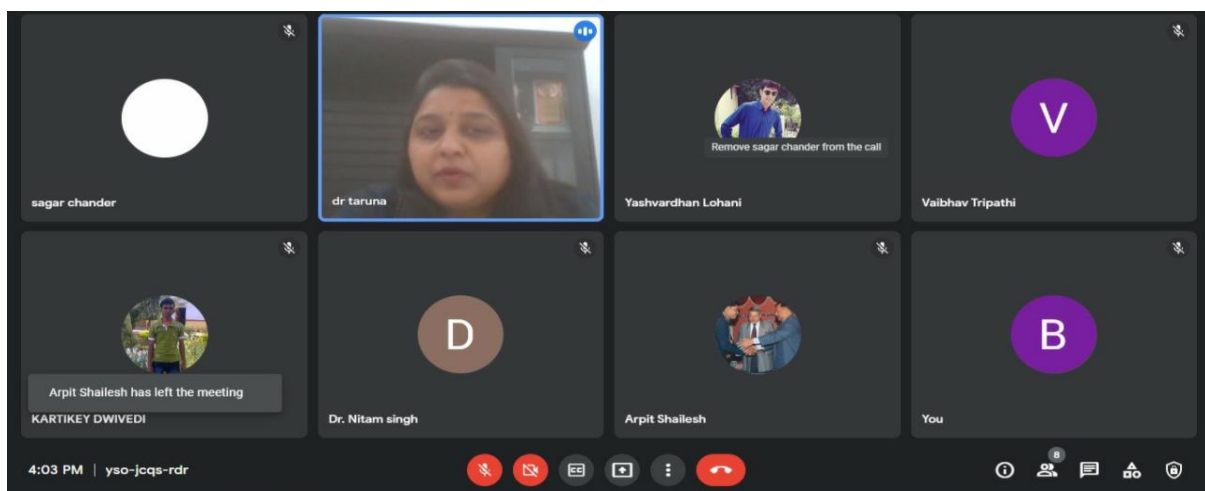 sagar chander
dr taruna
Remove sagar chander from the call
Yashvardhan Lohani
V
Vaibhav Tripathi
Arpit Shailesh has left the meeting
KARTIKEY DWIVEDI
D
Dr. Nitam singh
Arpit Shailesh
B
You
4:03 PM | yso-jcqs-rdr
CC
8